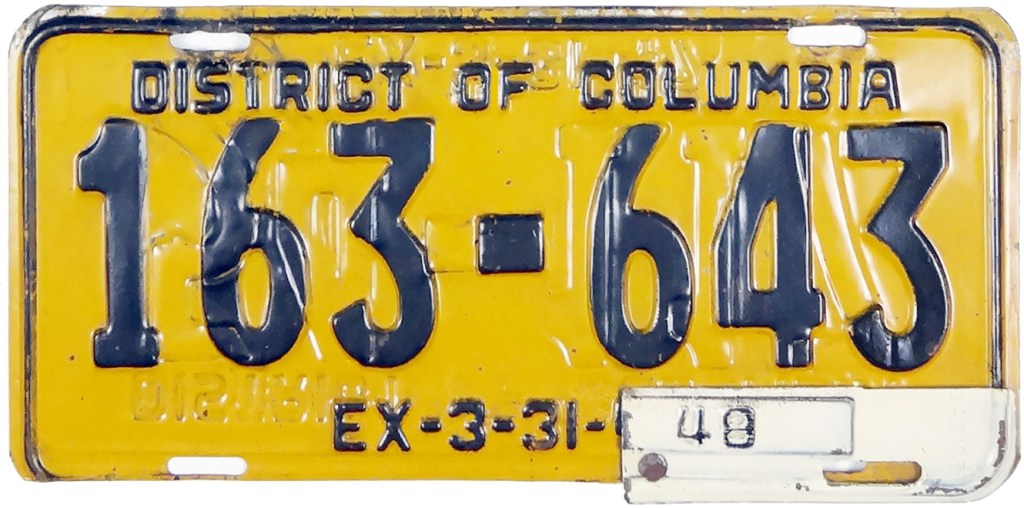 DISTRICT OF COLUMBIA
163-643
EX-3-31-
48